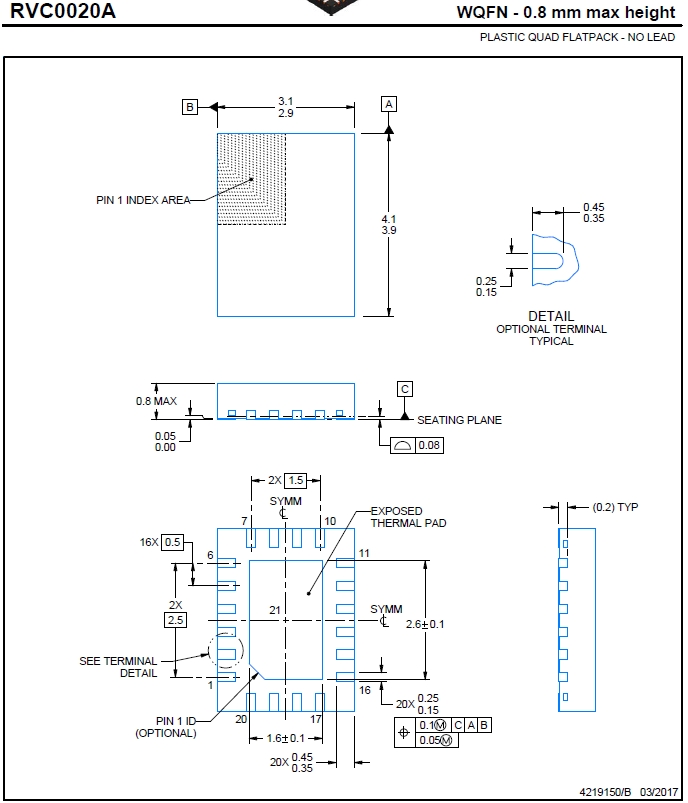 RVC0020A
WQFN - 0.8 mm max height
PLASTIC QUAD FLATPACK - NO LEAD
B
3.1
2.9
A
PIN 1 INDEX AREA
4.1
3.9
0.45
0.35
0.25
0.15
DETAIL
OPTIONAL TERMINAL
TYPICAL
0.8 MAX
C
SEATING PLANE
0.05
0.00
0.08
2X 1.5
SYMM
EXPOSED
THERMAL PAD
(0.2) TYP
7
10
16X 0.5
6
11
2X
2.5
21
SYMM
2.6±0.1
SEE TERMINAL
DETAIL
1
16
20X 0.25
0.15
PIN 1 ID
(OPTIONAL)
20
17
0.1Ⓜ C A B
0.05Ⓜ
1.6±0.1
20X 0.45
0.35
4219150/B 03/2017